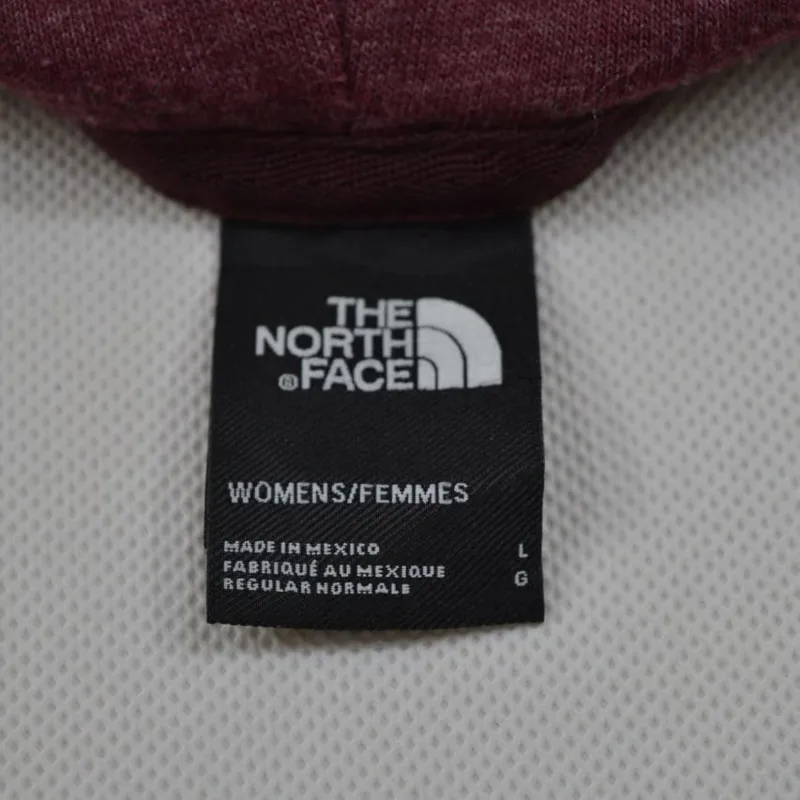 THE
NORTH
® FACE
WOMENS/FEMMES
MADE IN MEXICO L
FABRIQUÉ AU MEXIQUE G
REGULAR NORMALE